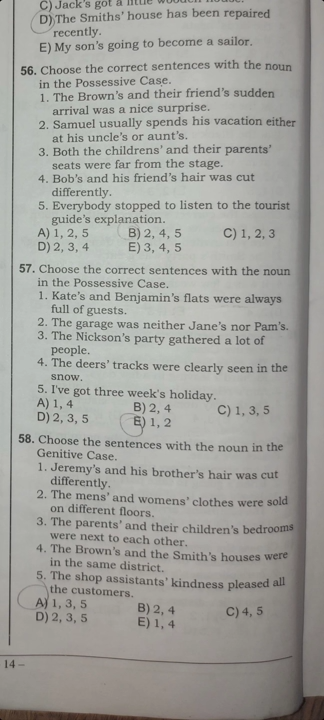 C) Jack's got a little wooden house.
D) The Smiths' house has been repaired
recently.
E) My son's going to become a sailor.
56. Choose the correct sentences with the noun
in the Possessive Case.
1. The Brown's and their friend's sudden
arrival was a nice surprise.
2. Samuel usually spends his vacation either
at his uncle's or aunt's.
3. Both the childrens' and their parents'
seats were far from the stage.
4. Bob's and his friend's hair was cut
differently.
5. Everybody stopped to listen to the tourist
guide's explanation.
A) 1, 2, 5 B) 2, 4, 5 C) 1, 2, 3
D) 2, 3, 4 E) 3, 4, 5
57. Choose the correct sentences with the noun
in the Possessive Case.
1. Kate's and Benjamin's flats were always
full of guests.
2. The garage was neither Jane's nor Pam's.
3. The Nickson's party gathered a lot of
people.
4. The deers' tracks were clearly seen in the
snow.
5. I've got three week's holiday.
A) 1, 4 B) 2, 4 C) 1, 3, 5
D) 2, 3, 5 E) 1, 2
58. Choose the sentences with the noun in the
Genitive Case.
1. Jeremy's and his brother's hair was cut
differently.
2. The mens' and womens' clothes were sold
on different floors.
3. The parents' and their children's bedrooms
were next to each other.
4. The Brown's and the Smith's houses were
in the same district.
5. The shop assistants' kindness pleased all
the customers.
A) 1, 3, 5 B) 2, 4 C) 4, 5
D) 2, 3, 5 E) 1, 4
14 –